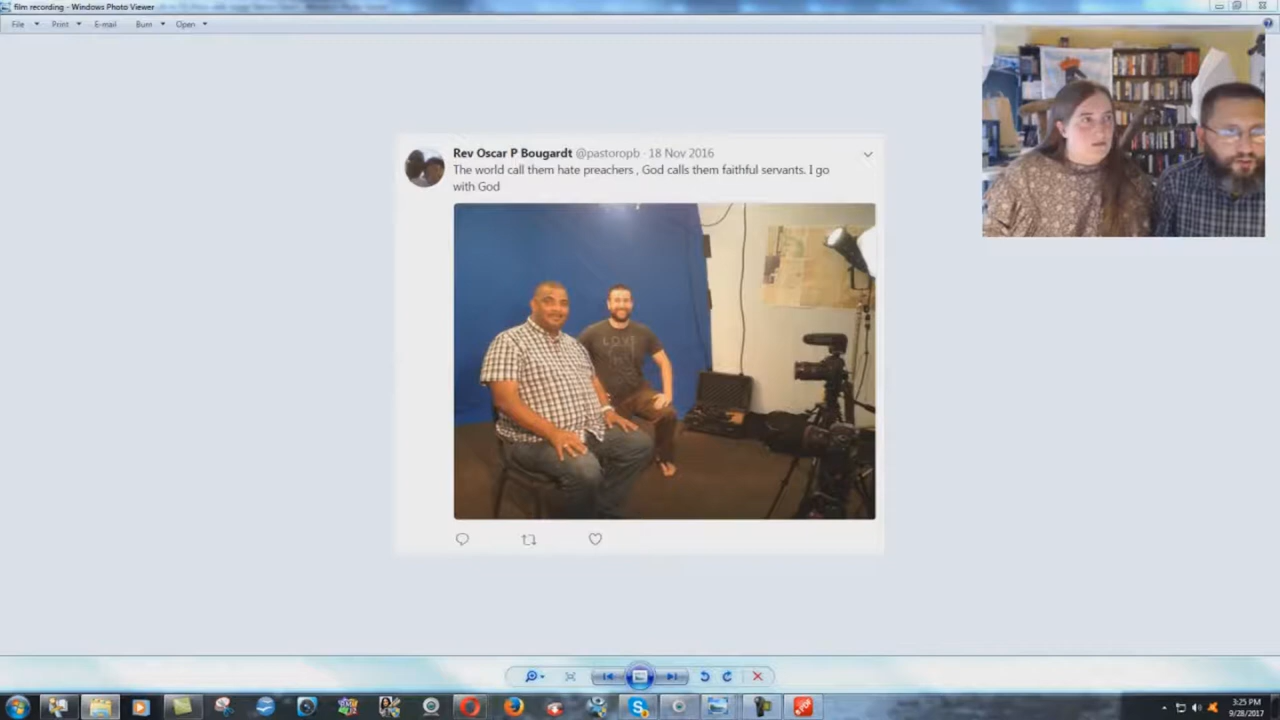 film recording - Windows Photo Viewer
File Print E-mail Burn Open
Rev Oscar P Bougardt @pastoropb · 18 Nov 2016
The world call them hate preachers , God calls them faithful servants. I go
with God
LOVE
3:25 PM
9/28/2017